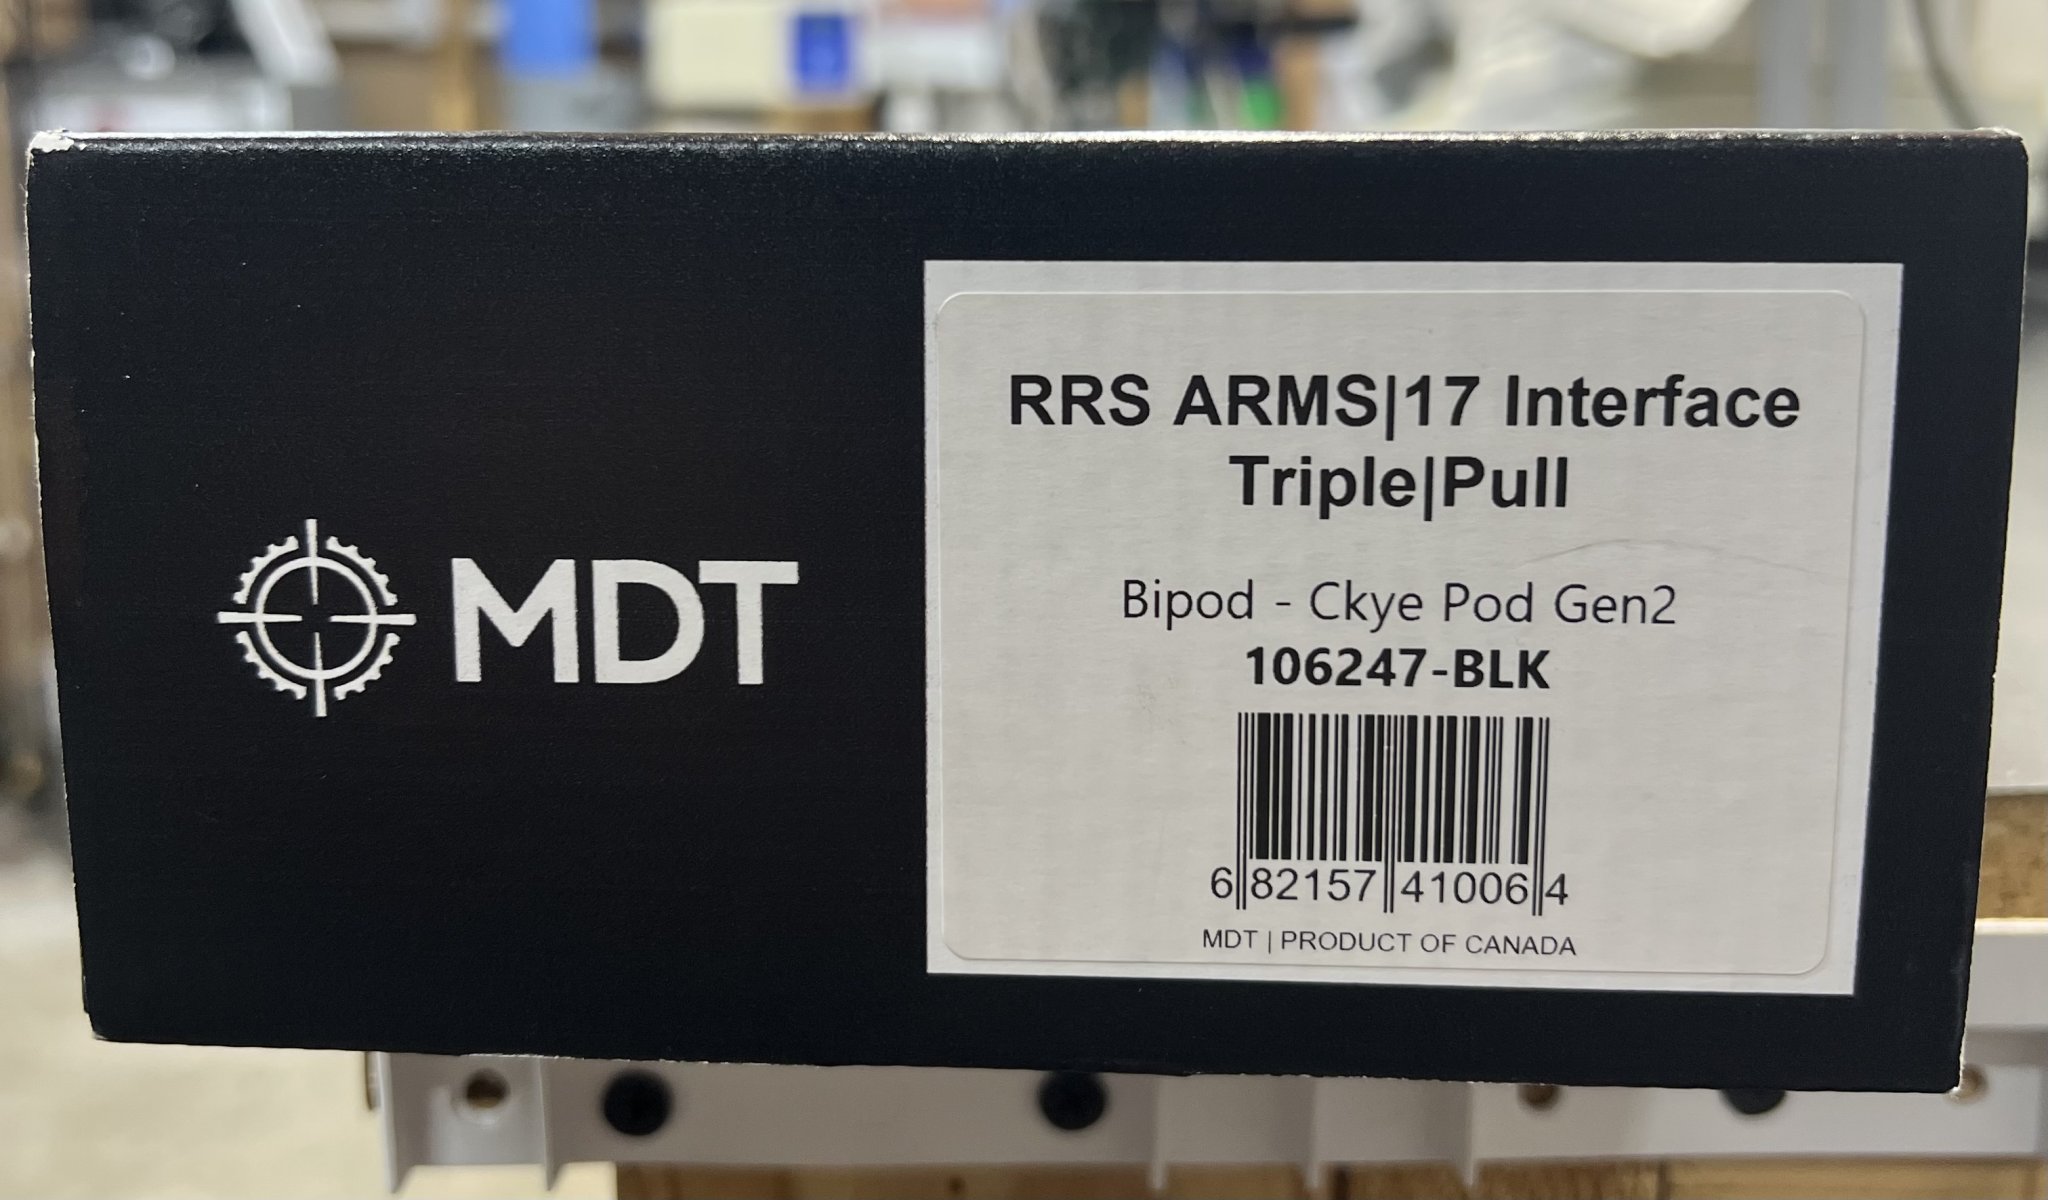 MDT
RRS ARMS|17 Interface
Triple|Pull
Bipod - Ckye Pod Gen2
106247-BLK
6 82157 41006 4
MDT | PRODUCT OF CANADA